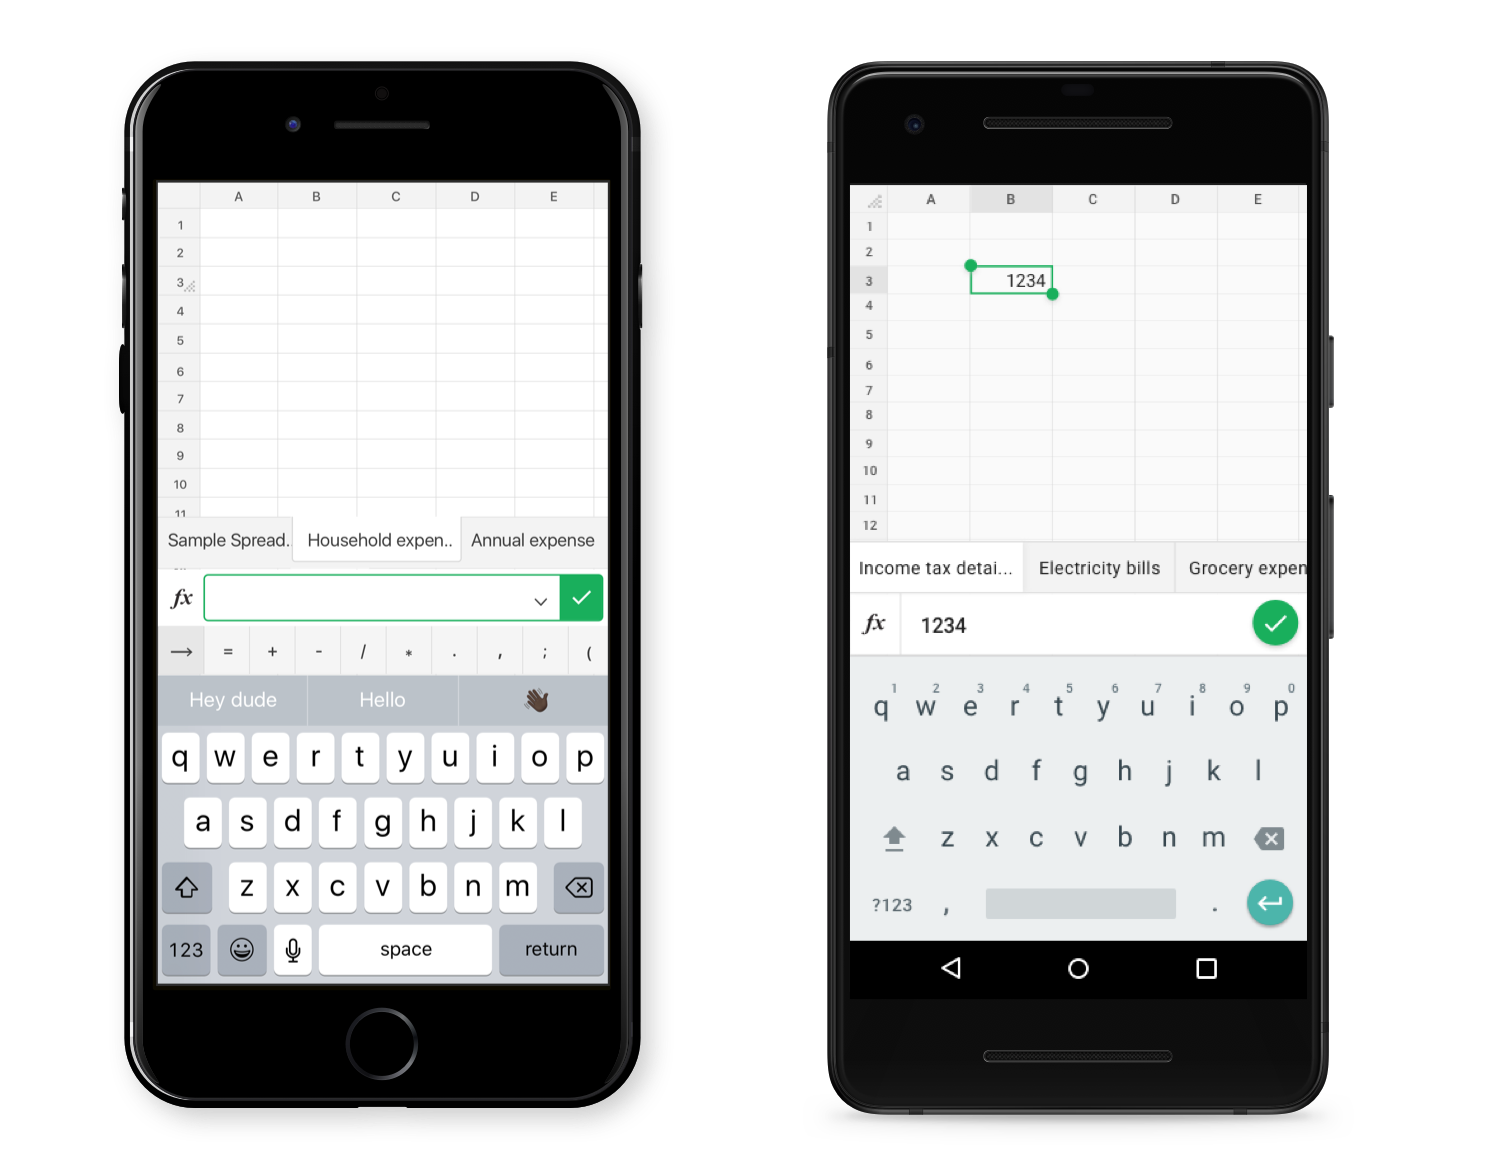 A B C D E
1
2
3
4
5
6
7
8
9
10
11
Sample Spread. Household expen.. Annual expense
fx
→ = + - / * . , ; (
Hey dude Hello 👋🏿
q w e r t y u i o p
a s d f g h j k l
z x c v b n m
123 space return
A B C D E
1
2
3 1234
4
5
6
7
8
9
10
11
12
Income tax detai... Electricity bills Grocery expen
fx 1234
1 2 3 4 5 6 7 8 9 0
q w e r t y u i o p
a s d f g h j k l
z x c v b n m
?123 , .